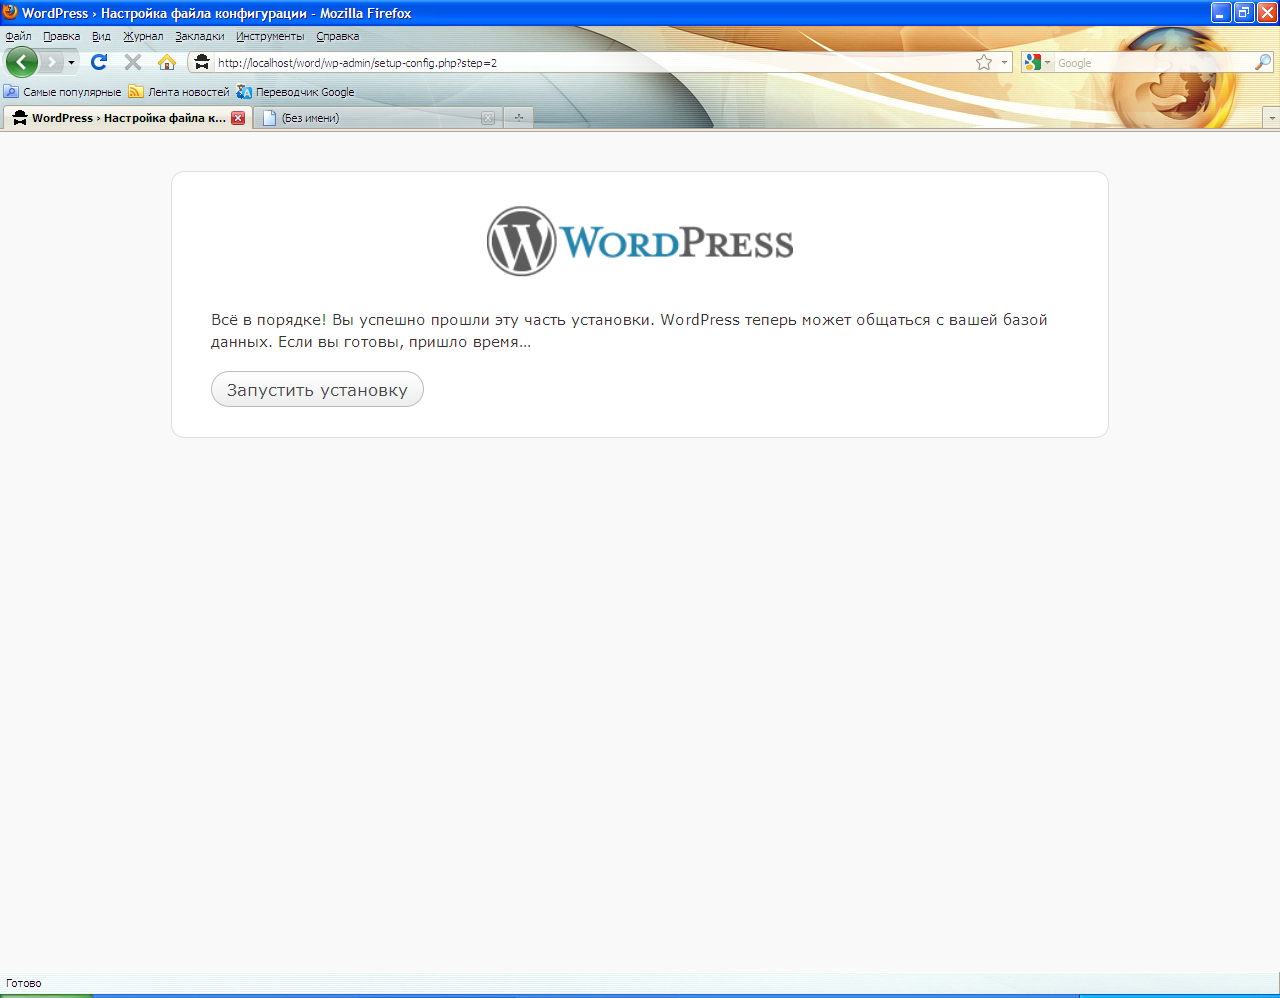 WordPress › Настройка файла конфигурации - Mozilla Firefox
Файл Правка Вид Журнал Закладки Инструменты Справка
http://localhost/word/wp-admin/setup-config.php?step=2
Google
Самые популярные Лента новостей Переводчик Google
WordPress › Настройка файла к...
(Без имени)
WORDPRESS
Всё в порядке! Вы успешно прошли эту часть установки. WordPress теперь может общаться с вашей базой
данных. Если вы готовы, пришло время…
Запустить установку
Готово